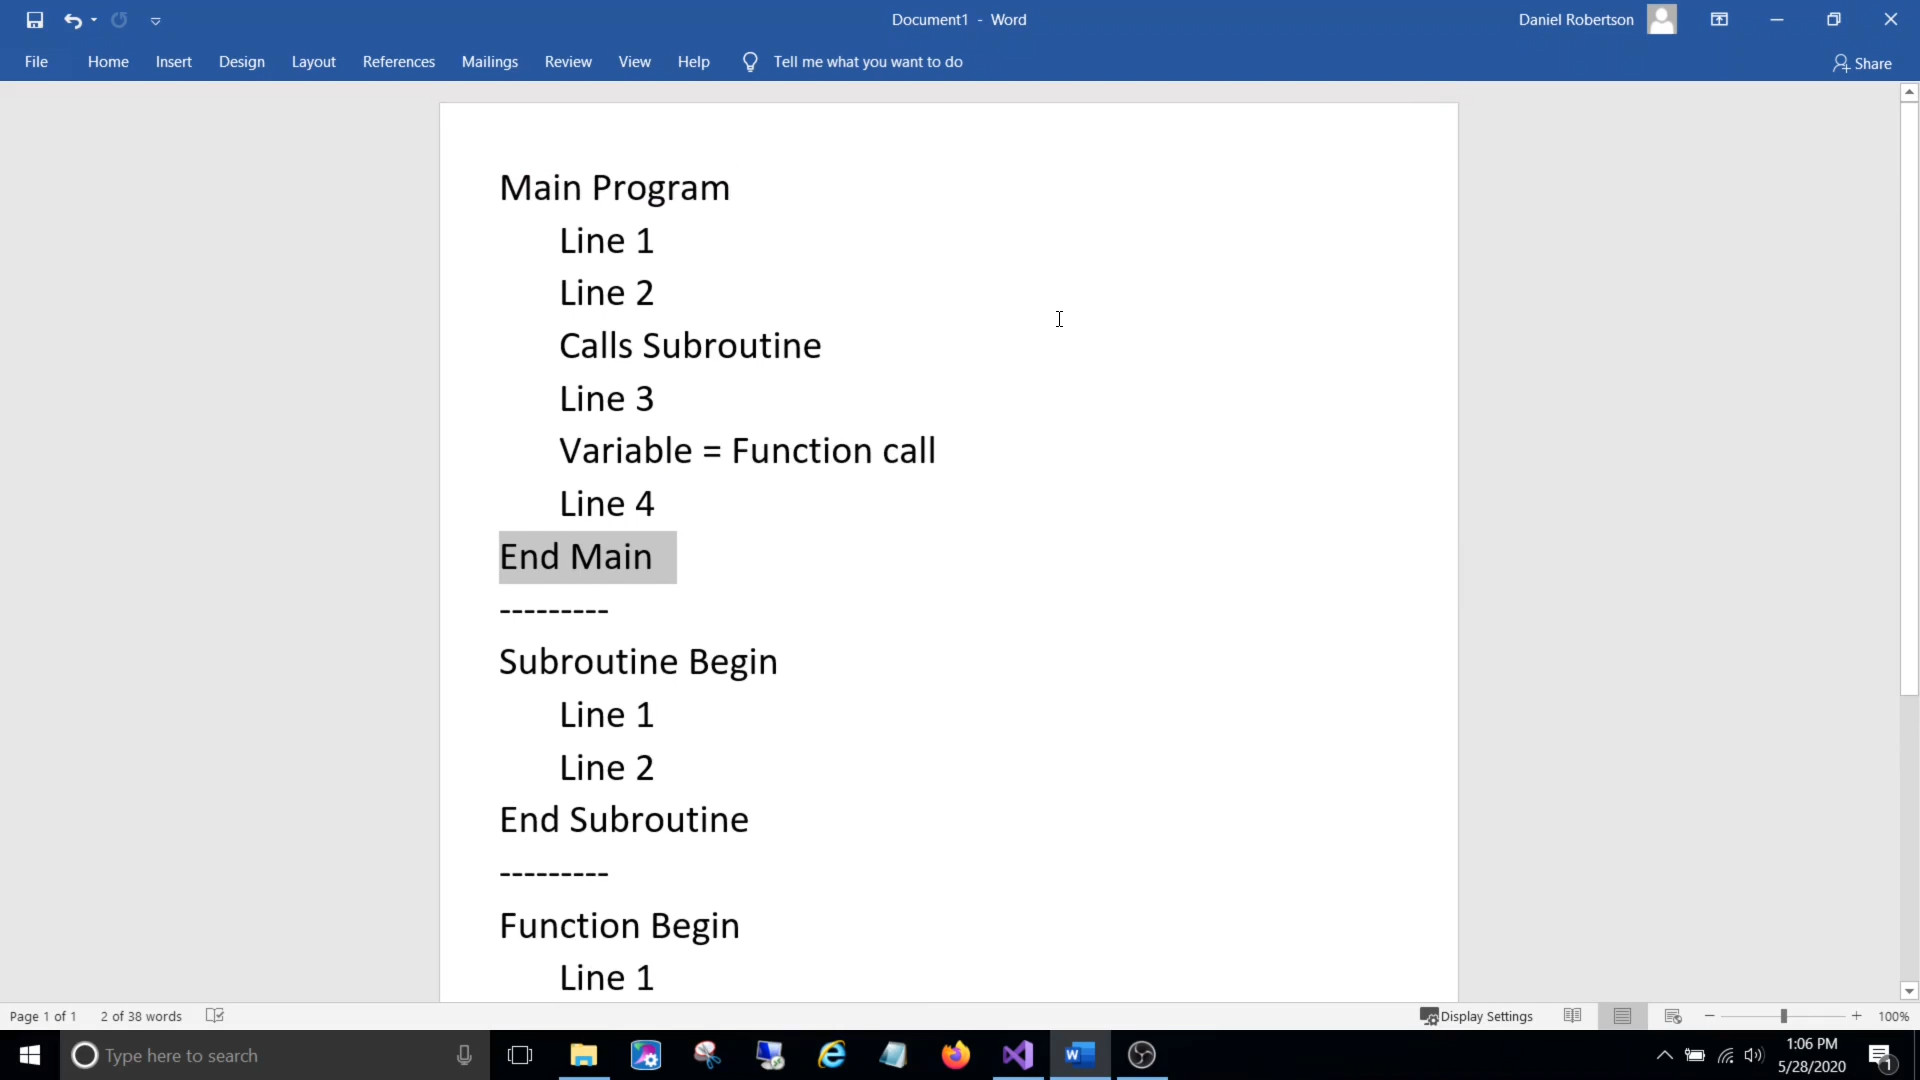 Document1 - Word
Daniel Robertson
File Home Insert Design Layout References Mailings Review View Help Tell me what you want to do
Share
Main Program
Line 1
Line 2
Calls Subroutine
Line 3
Variable = Function call
Line 4
End Main
---------
Subroutine Begin
Line 1
Line 2
End Subroutine
---------
Function Begin
Line 1
Page 1 of 1 2 of 38 words
Display Settings
100%
Type here to search
1:06 PM
5/28/2020
1